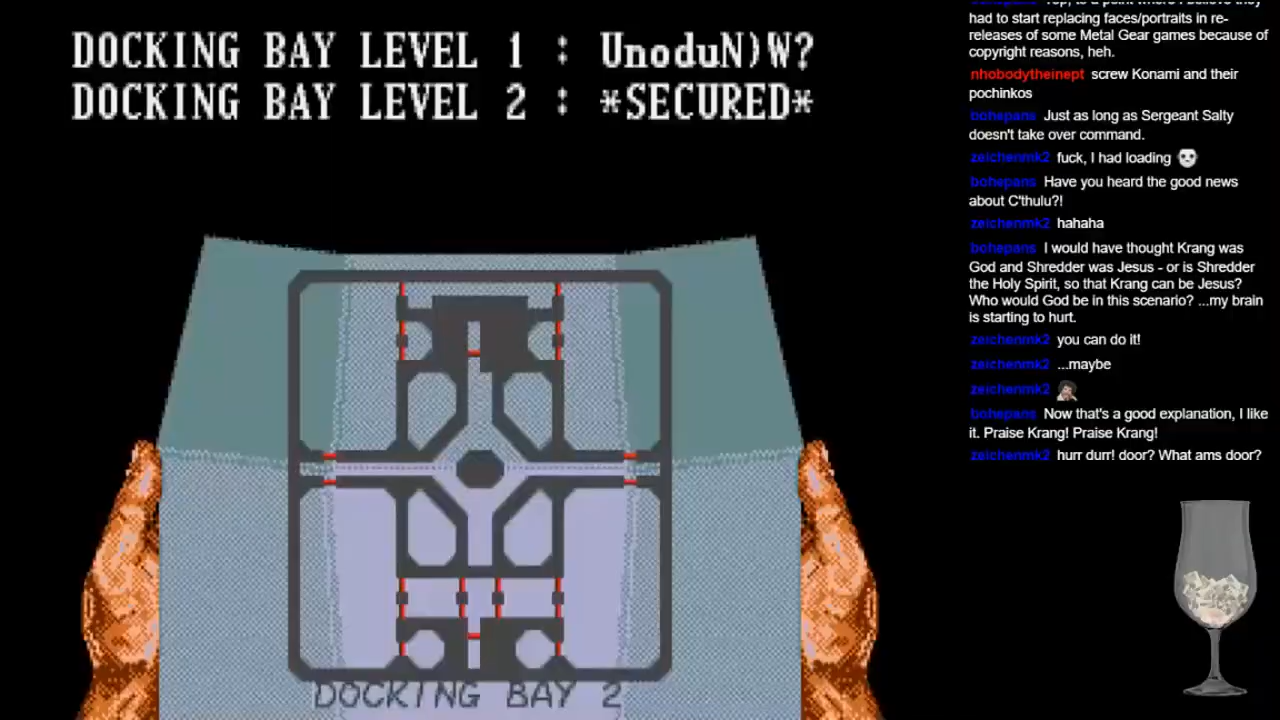 DOCKING BAY LEVEL 1 : UnoduN)W?
DOCKING BAY LEVEL 2 : *SECURED*
DOCKING BAY 2
had to start replacing faces/portraits in re-
releases of some Metal Gear games because of
copyright reasons, heh.
nhobodytheinept screw Konami and their
pochinkos
bohepans Just as long as Sergeant Salty
doesn't take over command.
zeichenmk2 fuck, I had loading
bohepans Have you heard the good news
about C'thulu?!
zeichenmk2 hahaha
bohepans I would have thought Krang was
God and Shredder was Jesus - or is Shredder
the Holy Spirit, so that Krang can be Jesus?
Who would God be in this scenario? ...my brain
is starting to hurt.
zeichenmk2 you can do it!
zeichenmk2 ...maybe
zeichenmk2
bohepans Now that's a good explanation, I like
it. Praise Krang! Praise Krang!
zeichenmk2 hurr durr! door? What ams door?